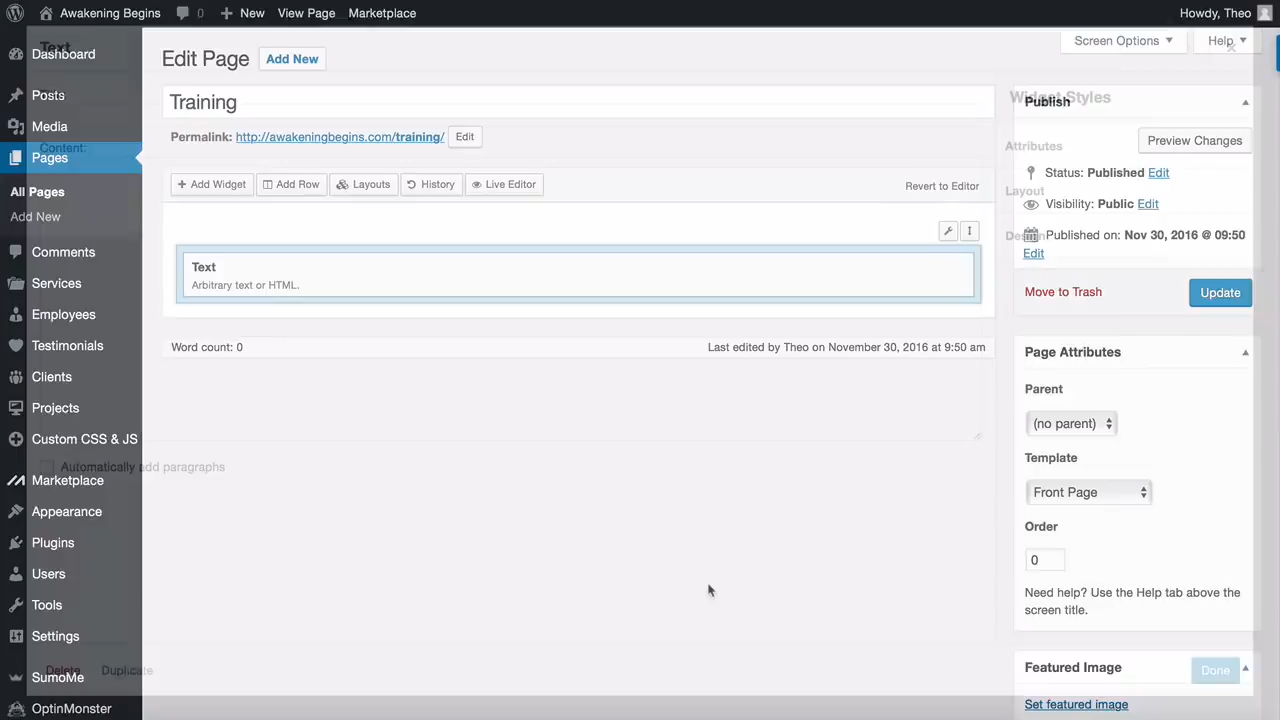 Awakening Begins 0 New View Page Marketplace Howdy, Theo
Text
Dashboard
Posts
Media
Content:
Pages
All Pages
Add New
Comments
Services
Employees
Testimonials
Clients
Projects
Custom CSS & JS
Automatically add paragraphs
Marketplace
Appearance
Plugins
Users
Tools
Settings
Delete Duplicate
SumoMe
OptinMonster
Screen Options Help
Edit Page Add New
Training
Permalink: http://awakeningbegins.com/training/ Edit
Add Widget Add Row Layouts History Live Editor Revert to Editor
Text
Arbitrary text or HTML.
Word count: 0 Last edited by Theo on November 30, 2016 at 9:50 am
Widget Styles
Publish
Attributes
Preview Changes
Status: Published Edit
Layout
Visibility: Public Edit
Design
Published on: Nov 30, 2016 @ 09:50
Edit
Move to Trash Update
Page Attributes
Parent
(no parent)
Template
Front Page
Order
0
Need help? Use the Help tab above the
screen title.
Featured Image
Done
Set featured image